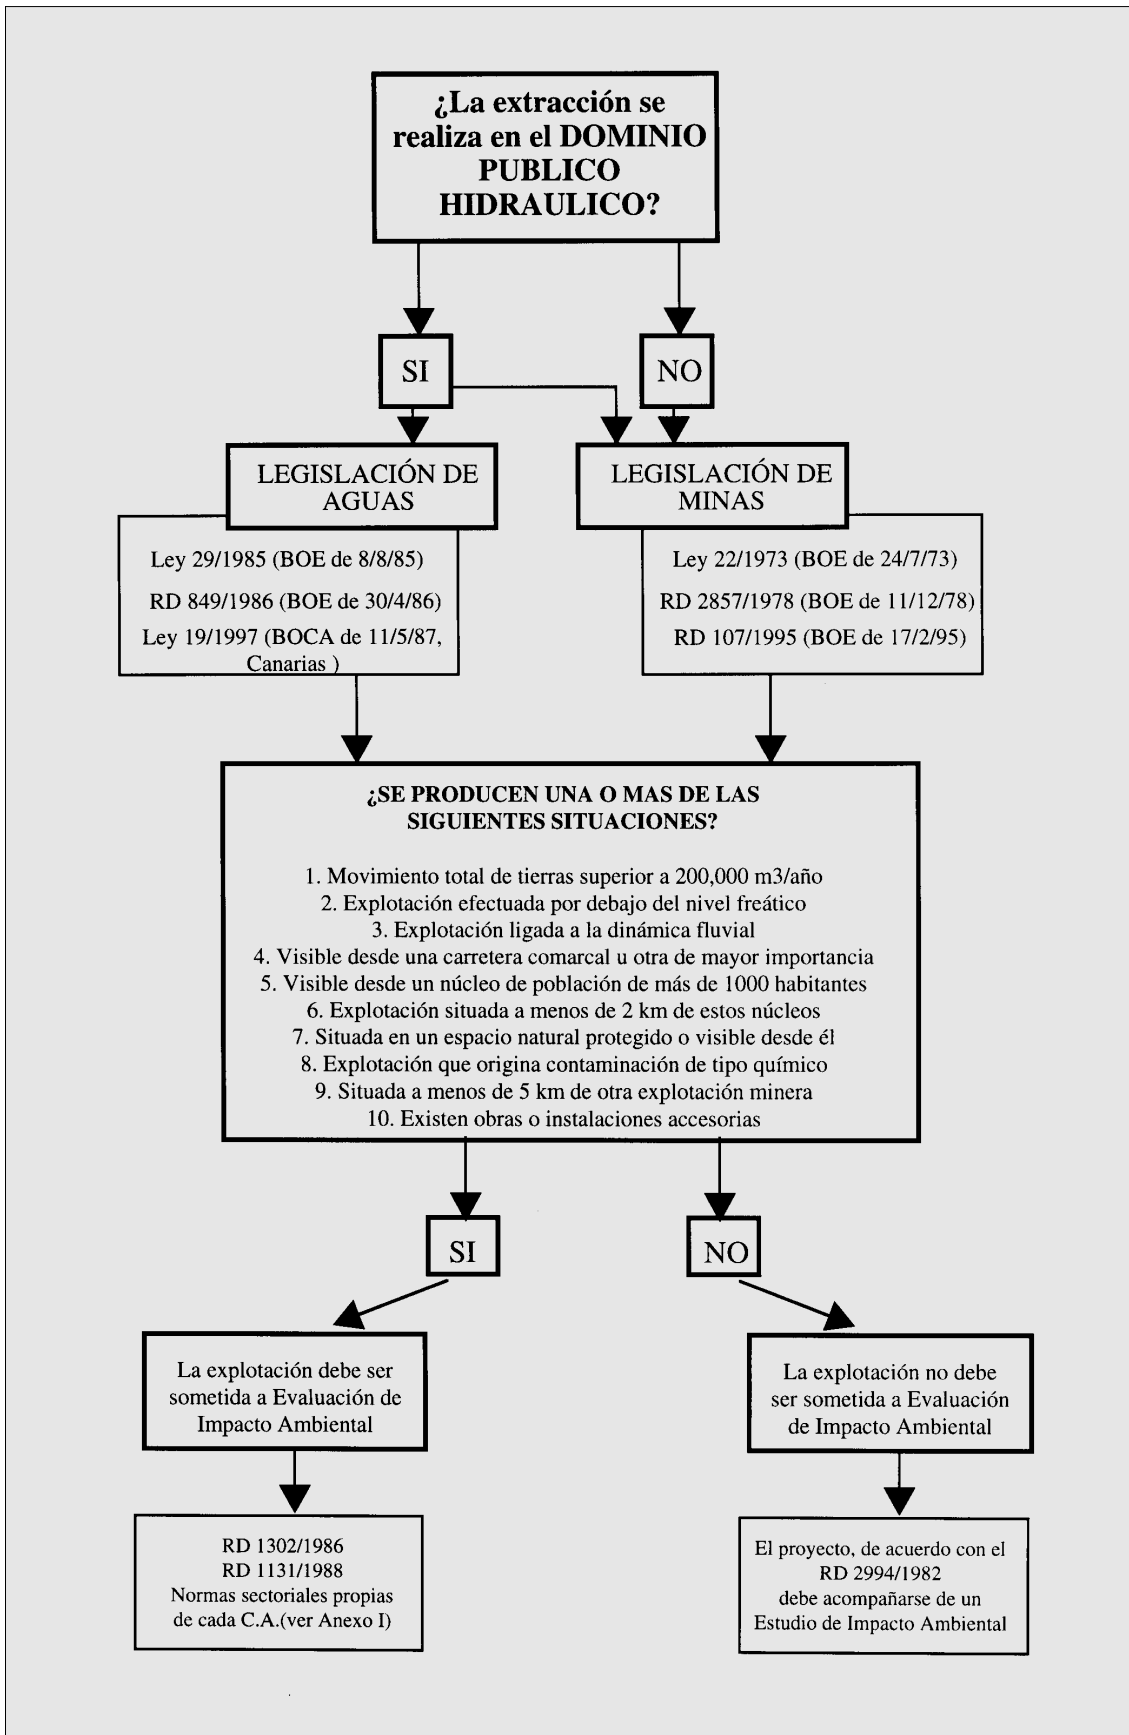 ¿La extracción se
realiza en el DOMINIO
PUBLICO
HIDRAULICO?
SI
NO
LEGISLACIÓN DE
AGUAS
LEGISLACIÓN DE
MINAS
Ley 29/1985 (BOE de 8/8/85)
RD 849/1986 (BOE de 30/4/86)
Ley 19/1997 (BOCA de 11/5/87,
Canarias )
Ley 22/1973 (BOE de 24/7/73)
RD 2857/1978 (BOE de 11/12/78)
RD 107/1995 (BOE de 17/2/95)
¿SE PRODUCEN UNA O MAS DE LAS
SIGUIENTES SITUACIONES?
1. Movimiento total de tierras superior a 200,000 m3/año
2. Explotación efectuada por debajo del nivel freático
3. Explotación ligada a la dinámica fluvial
4. Visible desde una carretera comarcal u otra de mayor importancia
5. Visible desde un núcleo de población de más de 1000 habitantes
6. Explotación situada a menos de 2 km de estos núcleos
7. Situada en un espacio natural protegido o visible desde él
8. Explotación que origina contaminación de tipo químico
9. Situada a menos de 5 km de otra explotación minera
10. Existen obras o instalaciones accesorias
SI
NO
La explotación debe ser
sometida a Evaluación de
Impacto Ambiental
La explotación no debe
ser sometida a Evaluación
de Impacto Ambiental
RD 1302/1986
RD 1131/1988
Normas sectoriales propias
de cada C.A.(ver Anexo I)
El proyecto, de acuerdo con el
RD 2994/1982
debe acompañarse de un
Estudio de Impacto Ambiental